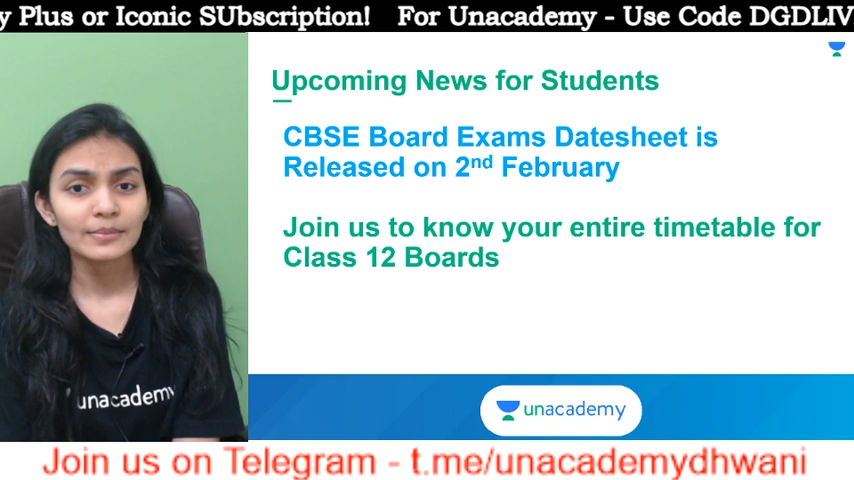 y Plus or Iconic SUbscription!   For Unacademy - Use Code DGDLIV
Upcoming News for Students
CBSE Board Exams Datesheet is
Released on 2nd February
Join us to know your entire timetable for
Class 12 Boards
unacademy
unacademy
Join us on Telegram - t.me/unacademydhwani